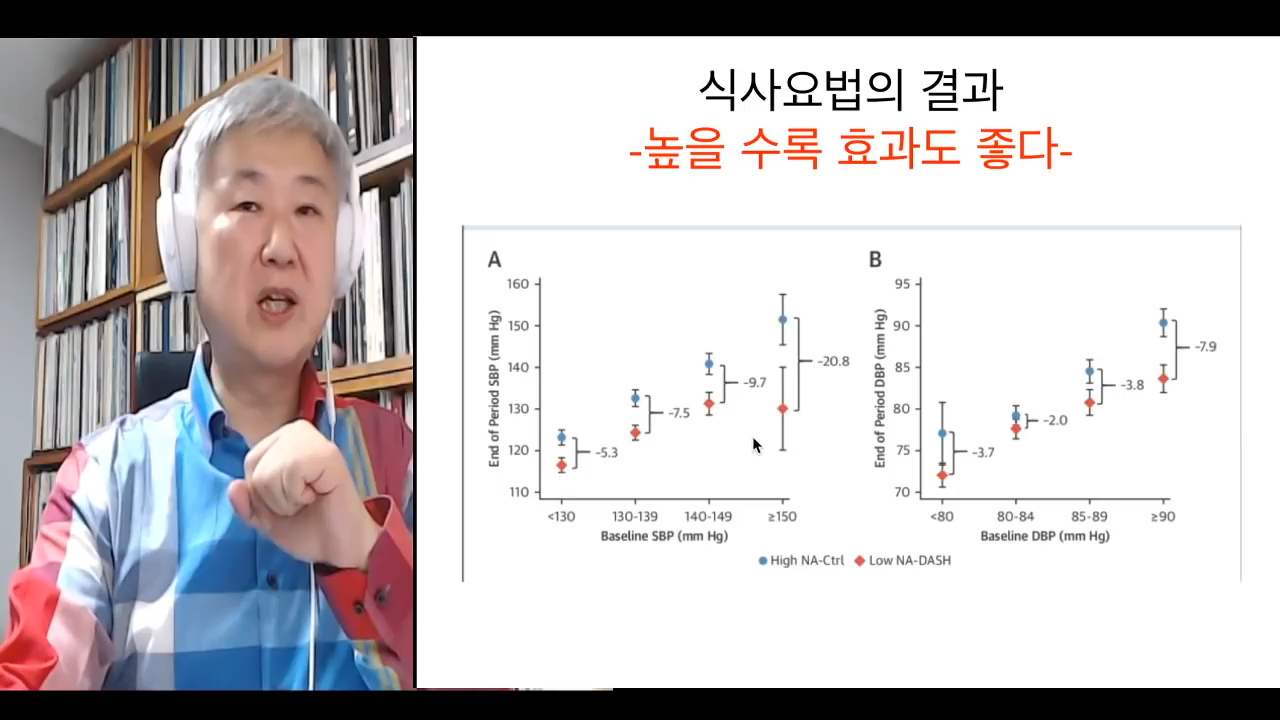 식사요법의 결과
-높을 수록 효과도 좋다-
A
160
150
140
130
120
110
End of Period SBP (mm Hg)
-5.3
-7.5
-9.7
-20.8
<130 130-139 140-149 ≥150
Baseline SBP (mm Hg)
B
95
90
85
80
75
70
End of Period DBP (mm Hg)
-3.7
-2.0
-3.8
-7.9
<80 80-84 85-89 ≥90
Baseline DBP (mm Hg)
High NA-Ctrl Low NA-DASH